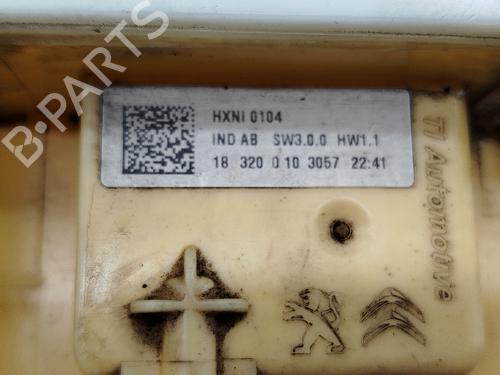 B-PARTS
HXNI 0104
IND AB SW3.0.0 HW1.1
18 320 0 10 3057 22:41
TI Automotive